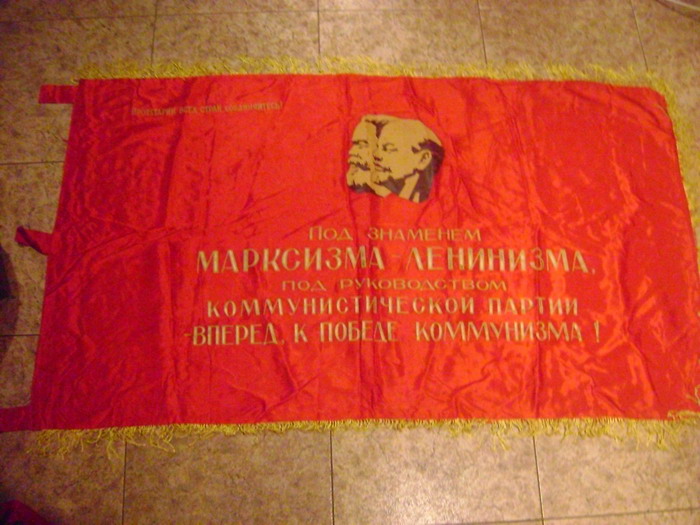 ПРОЛЕТАРИИ ВСЕХ СТРАН, СОЕДИНЯЙТЕСЬ!
ПОД ЗНАМЕНЕМ
МАРКСИЗМА-ЛЕНИНИЗМА,
ПОД РУКОВОДСТВОМ
КОММУНИСТИЧЕСКОЙ ПАРТИИ
-ВПЕРЕД, К ПОБЕДЕ КОММУНИЗМА!